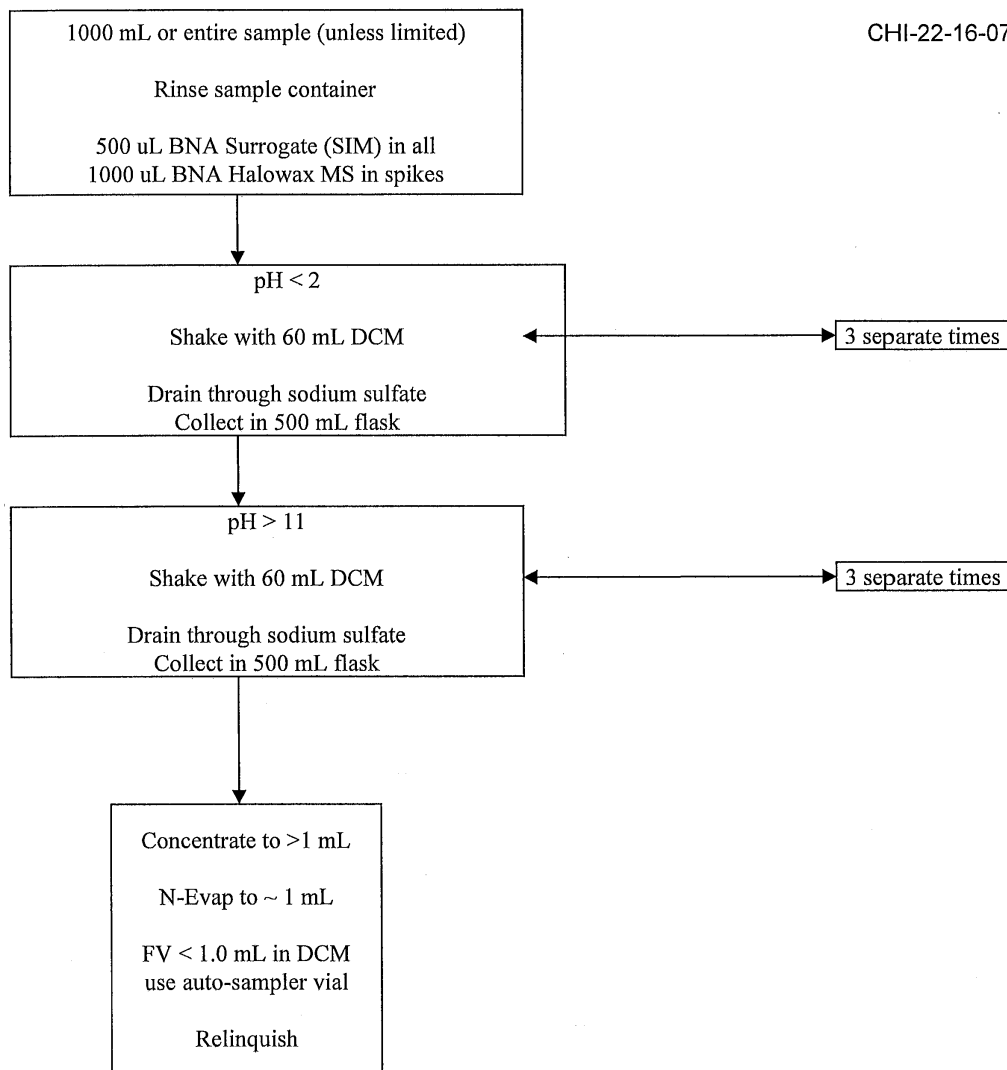 1000 mL or entire sample (unless limited)
CHI-22-16-07
Rinse sample container
500 uL BNA Surrogate (SIM) in all
1000 uL BNA Halowax MS in spikes
pH < 2
Shake with 60 mL DCM
3 separate times
Drain through sodium sulfate
Collect in 500 mL flask
pH > 11
Shake with 60 mL DCM
3 separate times
Drain through sodium sulfate
Collect in 500 mL flask
Concentrate to >1 mL
N-Evap to ~ 1 mL
FV < 1.0 mL in DCM
use auto-sampler vial
Relinquish